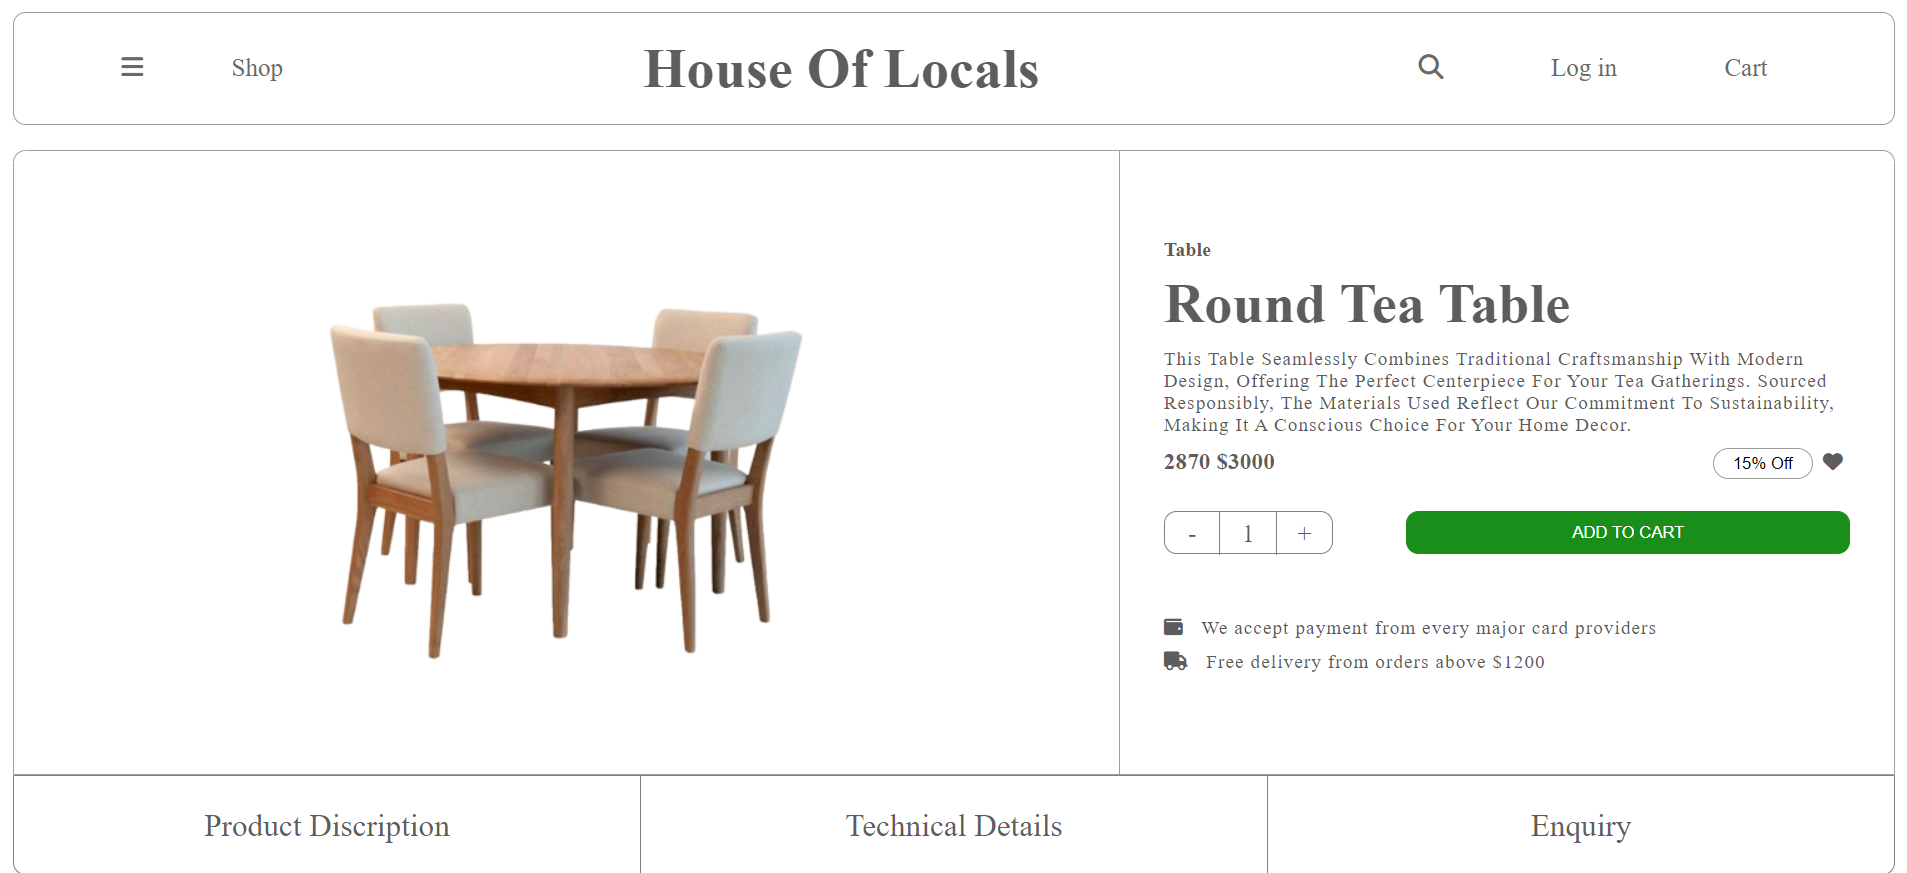 Shop
House Of Locals
Log in
Cart
Table
Round Tea Table
This Table Seamlessly Combines Traditional Craftsmanship With Modern
Design, Offering The Perfect Centerpiece For Your Tea Gatherings. Sourced
Responsibly, The Materials Used Reflect Our Commitment To Sustainability,
Making It A Conscious Choice For Your Home Decor.
2870 $3000
15% Off
- 1 +
ADD TO CART
We accept payment from every major card providers
Free delivery from orders above $1200
Product Discription
Technical Details
Enquiry